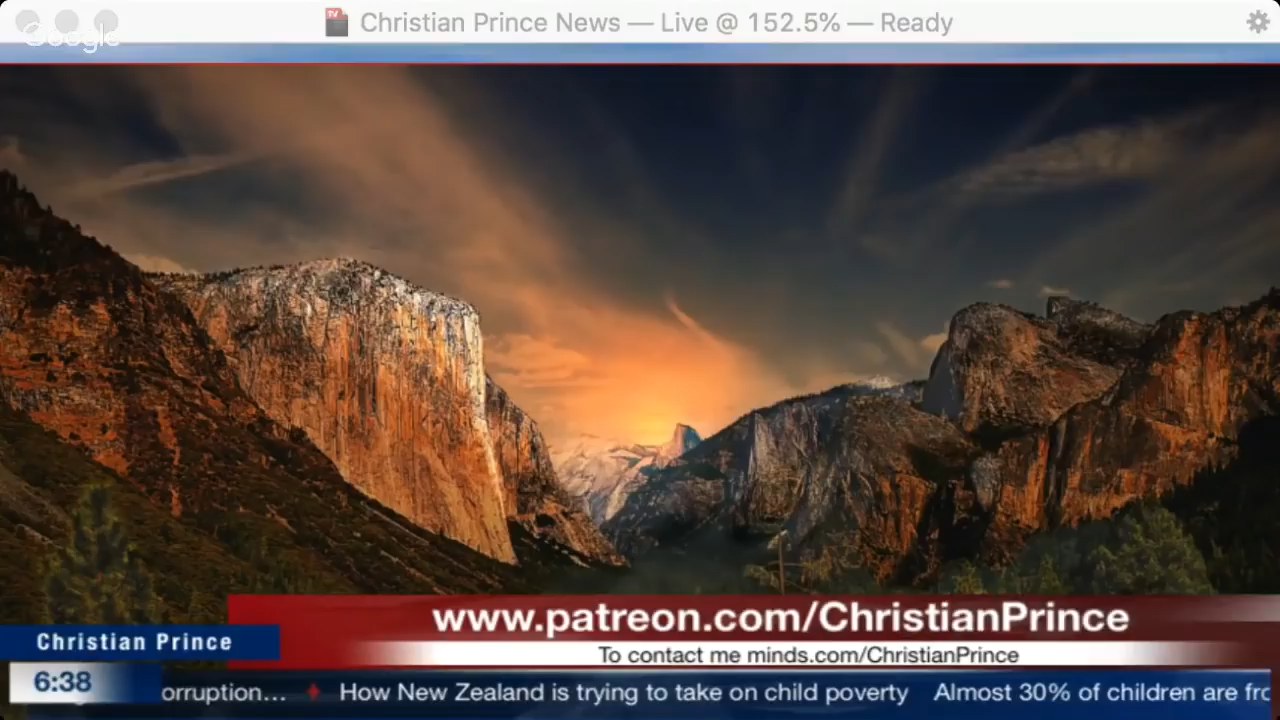 Christian Prince News — Live @ 152.5% — Ready
Google
www.patreon.com/ChristianPrince
Christian Prince
To contact me minds.com/ChristianPrince
6:38
orruption... ♦ How New Zealand is trying to take on child poverty Almost 30% of children are fro